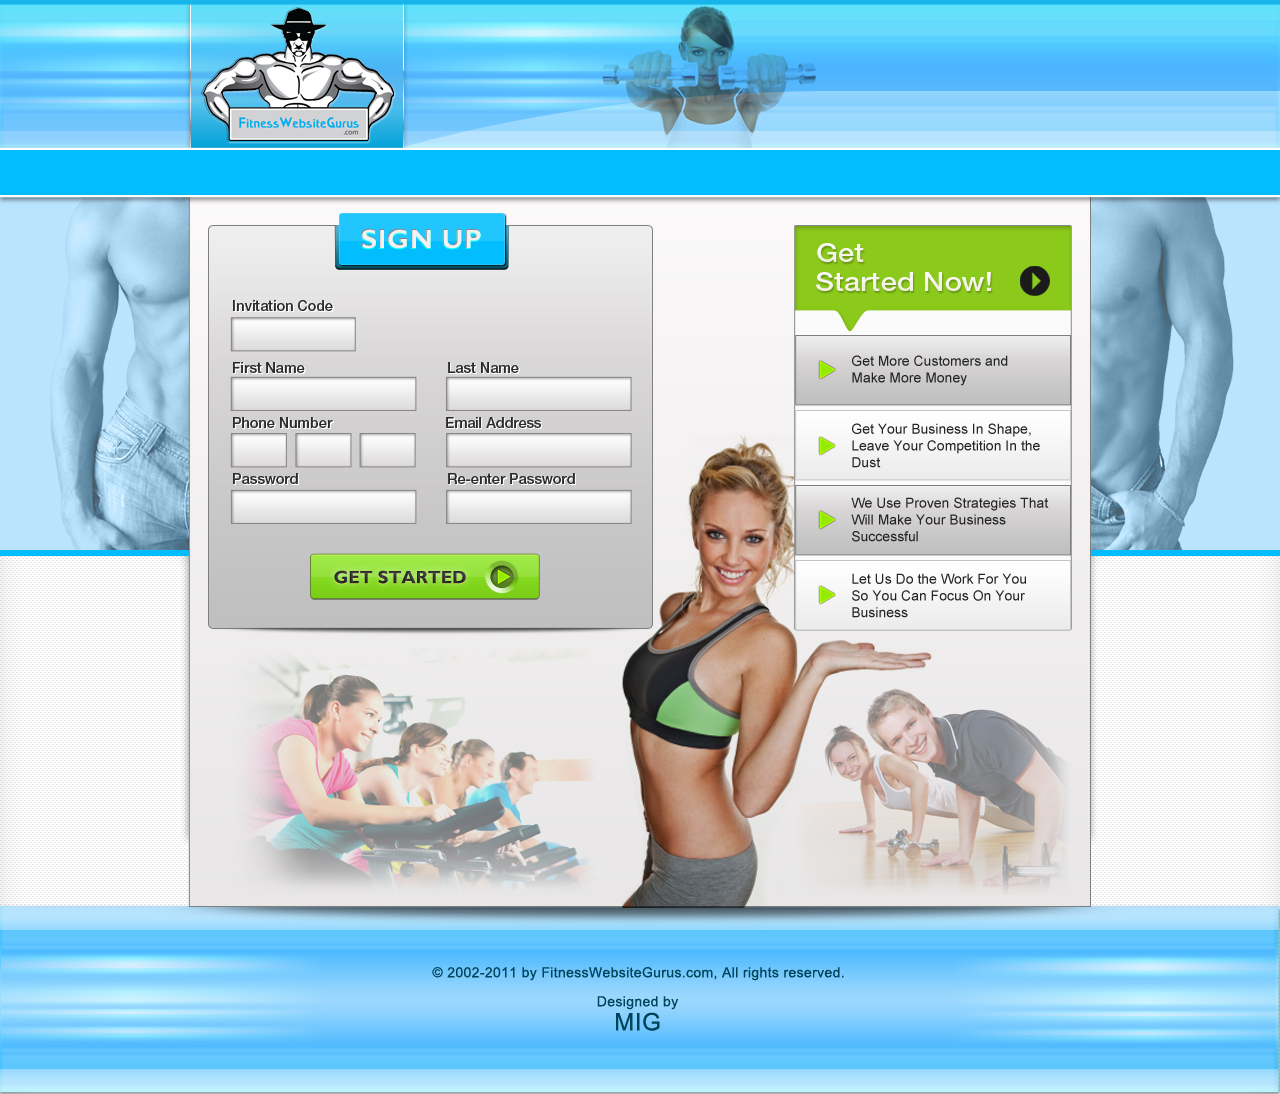 FitnessWebsiteGurus
.com
SIGN UP
Invitation Code
First Name
Last Name
Phone Number
Email Address
Password
Re-enter Password
GET STARTED
Get
Started Now!
Get More Customers and
Make More Money
Get Your Business In Shape,
Leave Your Competition In the
Dust
We Use Proven Strategies That
Will Make Your Business
Successful
Let Us Do the Work For You
So You Can Focus On Your
Business
© 2002-2011 by FitnessWebsiteGurus.com, All rights reserved.
Designed by
MIG